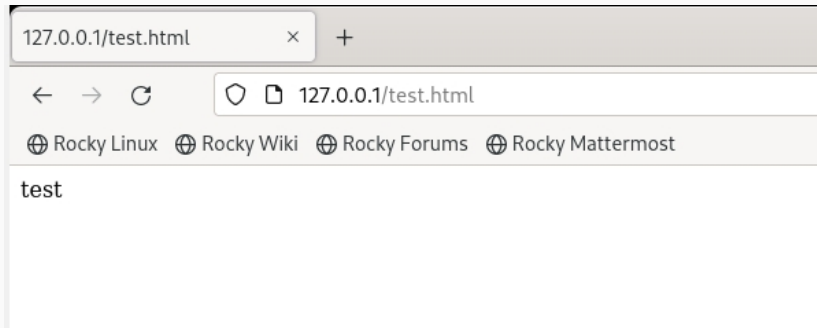 127.0.0.1/test.html
127.0.0.1/test.html
Rocky Linux Rocky Wiki Rocky Forums Rocky Mattermost
test